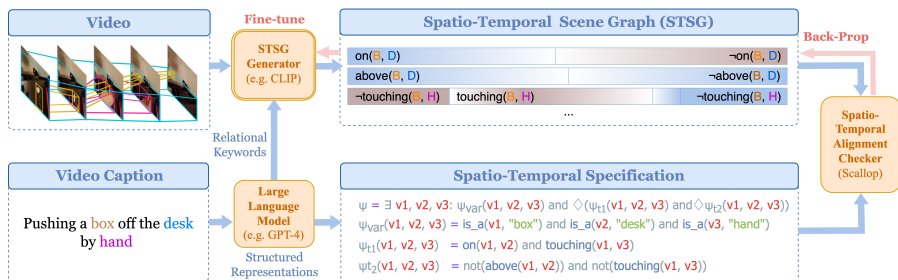 Video
Fine-tune
STSG
Generator
(e.g. CLIP)
Spatio-Temporal Scene Graph (STSG)
on(B, D) ¬on(B, D)
above(B, D) ¬above(B, D)
¬touching(B, H) touching(B, H) ¬touching(B, H)
...
Back-Prop
Relational
Keywords
Spatio-
Temporal
Alignment
Checker
(Scallop)
Video Caption
Pushing a box off the desk
by hand
Large
Language
Model
(e.g. GPT-4)
Structured
Representations
Spatio-Temporal Specification
ψ = ∃ v1, v2, v3: ψvar(v1, v2, v3) and ◇(ψt1(v1, v2, v3) and◇ψt2(v1, v2, v3))
ψvar(v1, v2, v3) = is_a(v1, "box") and is_a(v2, "desk") and is_a(v3, "hand")
ψt1(v1, v2, v3) = on(v1, v2) and touching(v1, v3)
ψt2(v1, v2, v3) = not(above(v1, v2)) and not(touching(v1, v3))